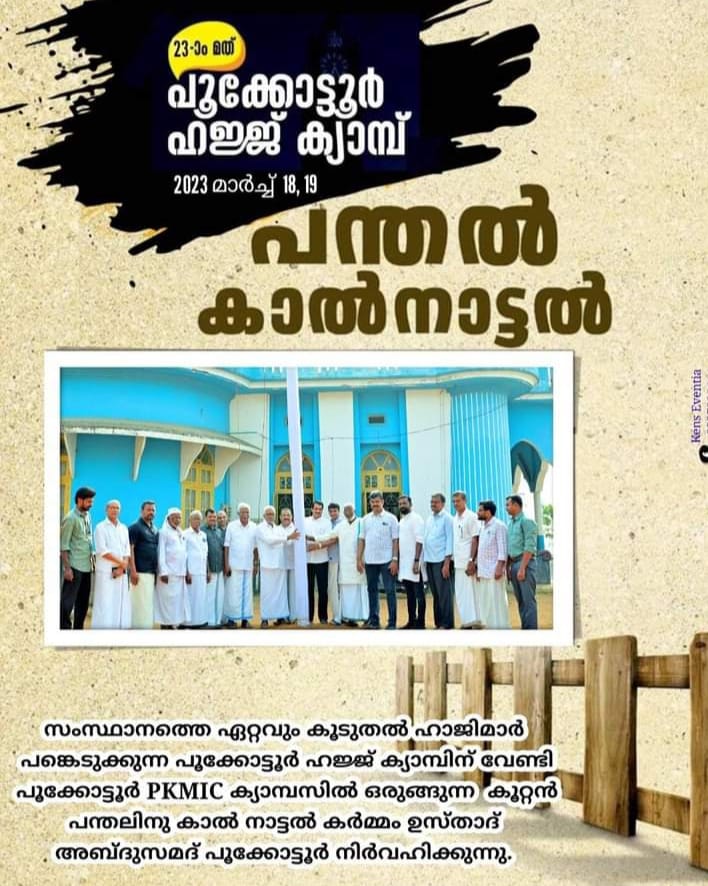 23-ാം മത്
പൂക്കോട്ടൂർ
ഹജ്ജ് ക്യാമ്പ്
2023 മാർച്ച് 18, 19
പന്തൽ
കാൽനാട്ടൽ
Kens Eventia
സംസ്ഥാനത്തെ ഏറ്റവും കൂടുതൽ ഹാജിമാർ
പങ്കെടുക്കുന്ന പൂക്കോട്ടൂർ ഹജ്ജ് ക്യാമ്പിന് വേണ്ടി
പൂക്കോട്ടൂർ PKMIC ക്യാമ്പസിൽ ഒരുങ്ങുന്ന കൂറ്റൻ
പന്തലിനു കാൽ നാട്ടൽ കർമ്മം ഉസ്താദ്
അബ്ദുസമദ് പൂക്കോട്ടൂർ നിർവഹിക്കുന്നു.